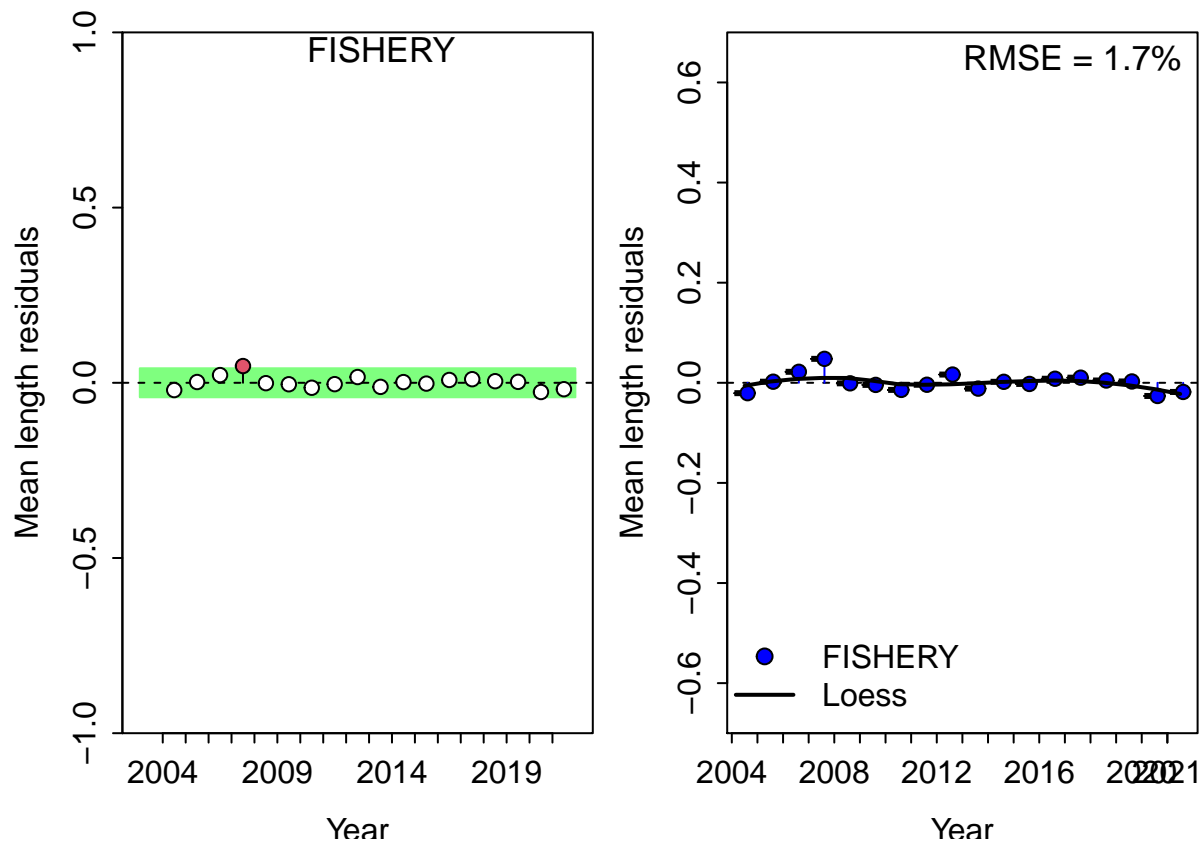 FISHERY
Mean length residuals
1.0
0.5
0.0
−0.5
−1.0
2004 2009 2014 2019
Year
RMSE = 1.7%
Mean length residuals
0.6
0.4
0.2
0.0
−0.2
−0.4
−0.6
FISHERY
Loess
2004 2008 2012 2016 2020 2021
Year